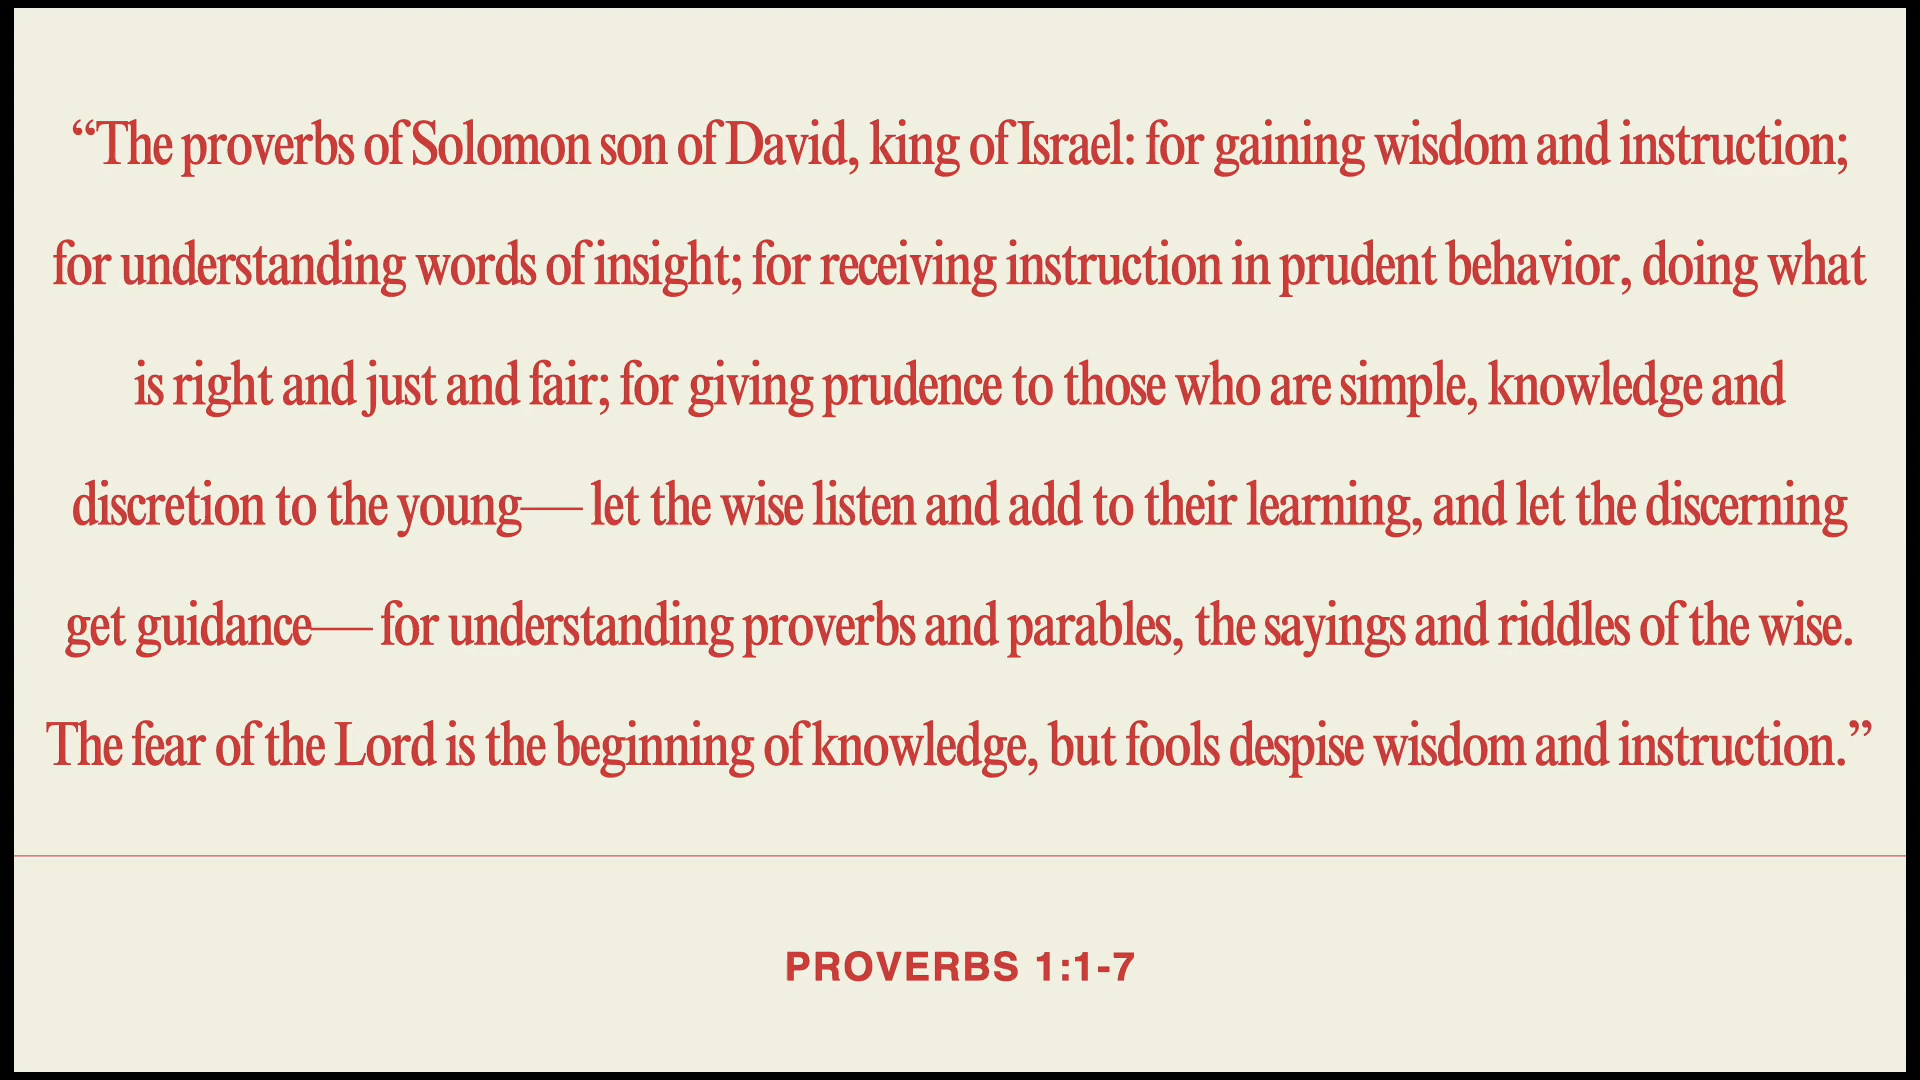 “The proverbs of Solomon son of David, king of Israel: for gaining wisdom and instruction;
for understanding words of insight; for receiving instruction in prudent behavior, doing what
is right and just and fair; for giving prudence to those who are simple, knowledge and
discretion to the young— let the wise listen and add to their learning, and let the discerning
get guidance— for understanding proverbs and parables, the sayings and riddles of the wise.
The fear of the Lord is the beginning of knowledge, but fools despise wisdom and instruction.”
PROVERBS 1:1-7